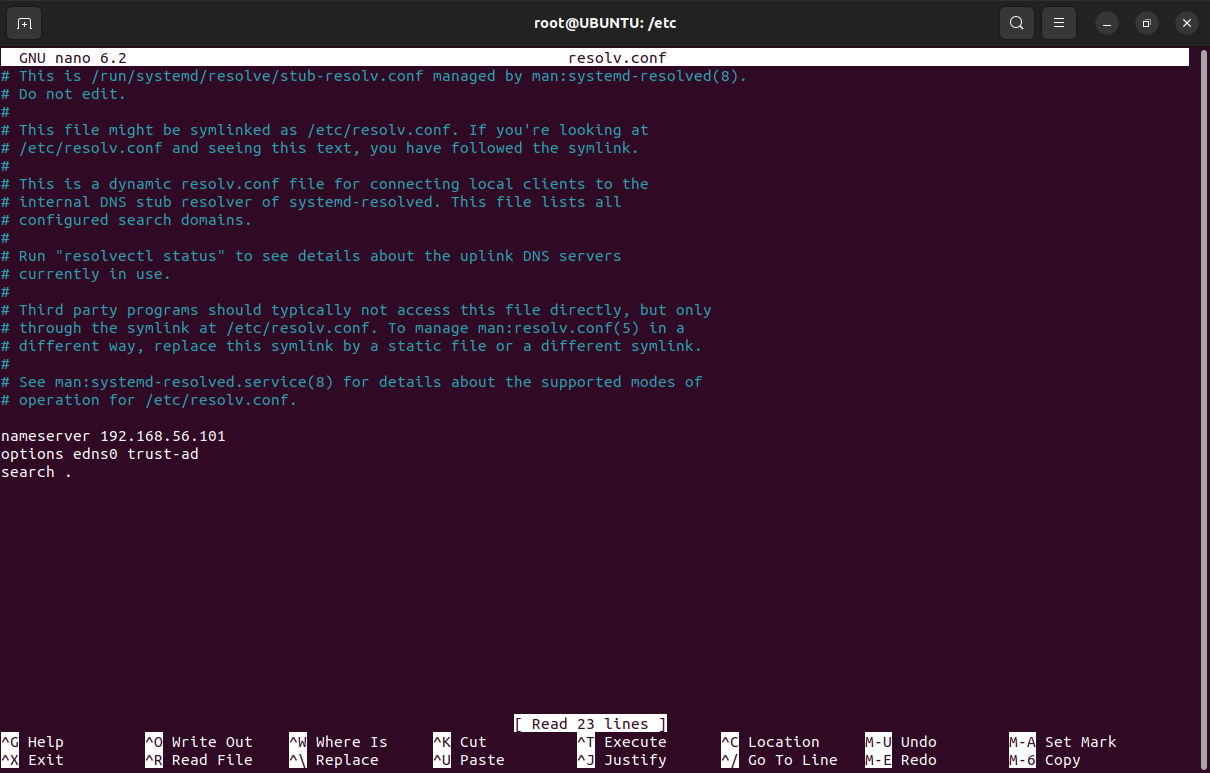 root@UBUNTU: /etc
GNU nano 6.2 resolv.conf
# This is /run/systemd/resolve/stub-resolv.conf managed by man:systemd-resolved(8).
# Do not edit.
#
# This file might be symlinked as /etc/resolv.conf. If you're looking at
# /etc/resolv.conf and seeing this text, you have followed the symlink.
#
# This is a dynamic resolv.conf file for connecting local clients to the
# internal DNS stub resolver of systemd-resolved. This file lists all
# configured search domains.
#
# Run "resolvectl status" to see details about the uplink DNS servers
# currently in use.
#
# Third party programs should typically not access this file directly, but only
# through the symlink at /etc/resolv.conf. To manage man:resolv.conf(5) in a
# different way, replace this symlink by a static file or a different symlink.
#
# See man:systemd-resolved.service(8) for details about the supported modes of
# operation for /etc/resolv.conf.
nameserver 192.168.56.101
options edns0 trust-ad
search .
[ Read 23 lines ]
^G Help ^O Write Out ^W Where Is ^K Cut ^T Execute ^C Location M-U Undo M-A Set Mark
^X Exit ^R Read File ^\ Replace ^U Paste ^J Justify ^/ Go To Line M-E Redo M-6 Copy